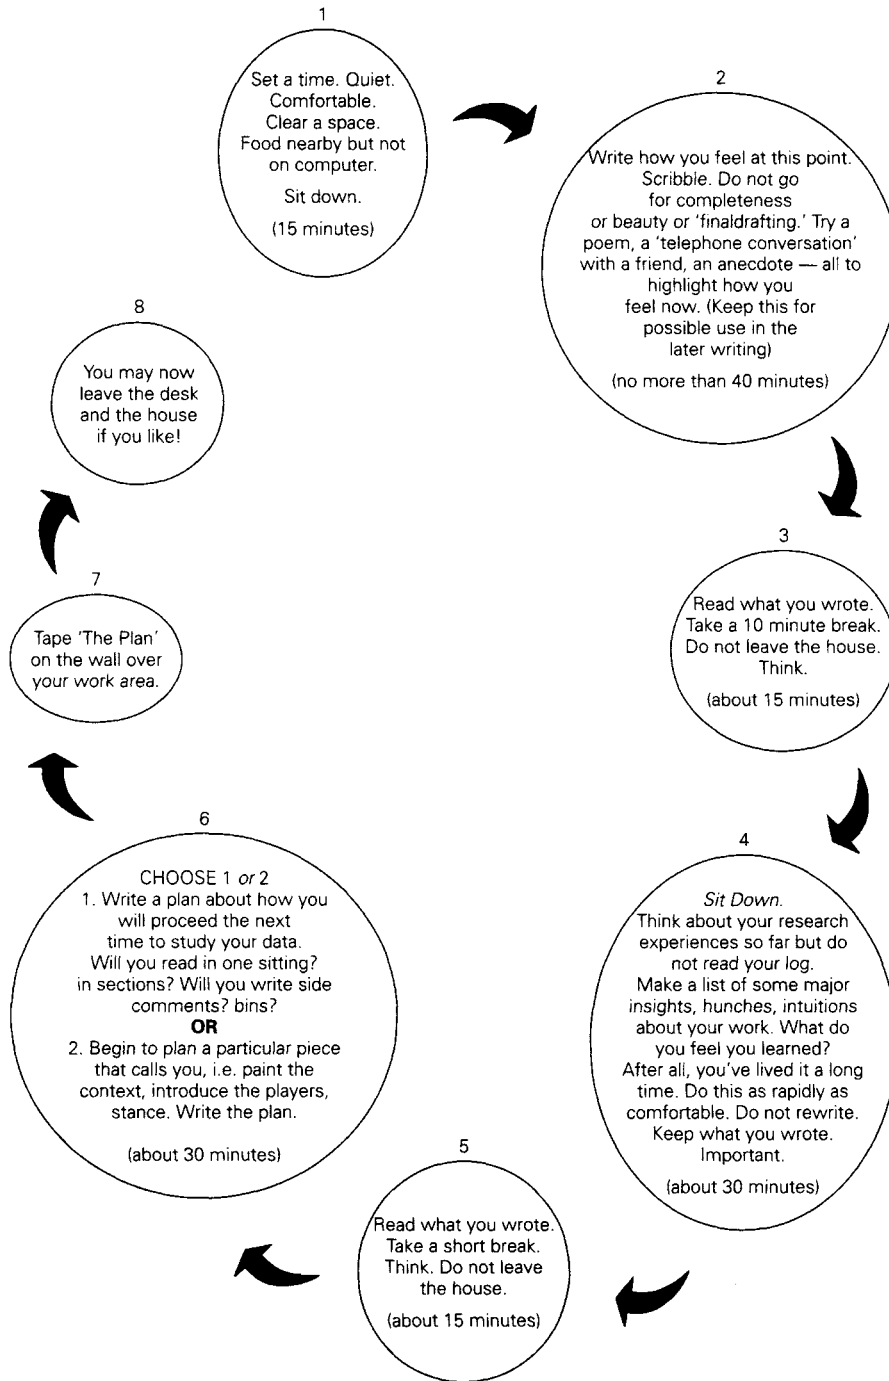 1
Set a time. Quiet.
Comfortable.
Clear a space.
Food nearby but not
on computer.
Sit down.
(15 minutes)
2
Write how you feel at this point.
Scribble. Do not go
for completeness
or beauty or 'finaldrafting.' Try a
poem, a 'telephone conversation'
with a friend, an anecdote — all to
highlight how you
feel now. (Keep this for
possible use in the
later writing)
(no more than 40 minutes)
3
Read what you wrote.
Take a 10 minute break.
Do not leave the house.
Think.
(about 15 minutes)
4
Sit Down.
Think about your research
experiences so far but do
not read your log.
Make a list of some major
insights, hunches, intuitions
about your work. What do
you feel you learned?
After all, you've lived it a long
time. Do this as rapidly as
comfortable. Do not rewrite.
Keep what you wrote.
Important.
(about 30 minutes)
5
Read what you wrote.
Take a short break.
Think. Do not leave
the house.
(about 15 minutes)
6
CHOOSE 1 or 2
1. Write a plan about how you
will proceed the next
time to study your data.
Will you read in one sitting?
in sections? Will you write side
comments? bins?
OR
2. Begin to plan a particular piece
that calls you, i.e. paint the
context, introduce the players,
stance. Write the plan.
(about 30 minutes)
7
Tape 'The Plan'
on the wall over
your work area.
8
You may now
leave the desk
and the house
if you like!